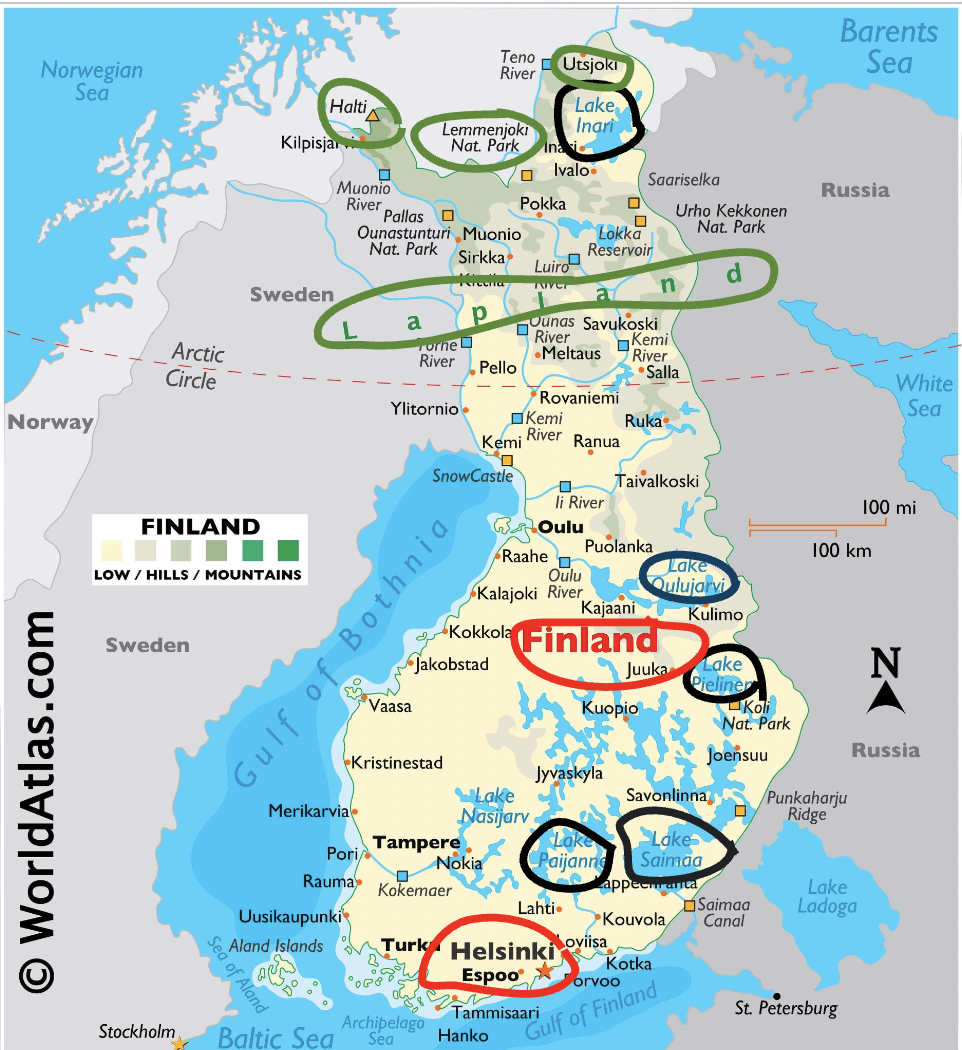 Barents
Sea
Norwegian
Sea
Teno
River
Utsjoki
Halti
Lake
Inari
Lemmenjoki
Nat. Park
Kilpisjarvi
Inari
Ivalo
Saariselka
Russia
Muonio
River
Pokka
Urho Kekkonen
Nat. Park
Pallas
Ounastunturi
Nat. Park
Muonio
Lokka
Reservoir
Sirkka
Luiro
River
Kittila
Sweden
L a p l a n d
Ounas
River
Savukoski
Torne
River
Kemi
River
Meltaus
Arctic
Circle
Pello
Salla
White
Sea
Norway
Ylitornio
Rovaniemi
Kemi
River
Ruka
Kemi
Ranua
SnowCastle
Taivalkoski
Ii River
100 mi
100 km
FINLAND
LOW / HILLS / MOUNTAINS
Oulu
Puolanka
Raahe
Oulu
River
Lake
Oulujarvi
Kalajoki
Kajaani
Kulimo
Gulf of Bothnia
Sweden
Kokkola
Finland
Jakobstad
Juuka
Lake
Pielinen
N
Vaasa
Kuopio
Koli
Nat. Park
Russia
Kristinestad
Joensuu
Jyvaskyla
Lake
Nasijarv
Savonlinna
Punkaharju
Ridge
Merikarvia
Tampere
Lake
Paijanne
Lake
Saimaa
Pori
Nokia
Rauma
Kokemaer
Lappeenranta
Lake
Ladoga
Uusikaupunki
Lahti
Kouvola
Saimaa
Canal
Aland Islands
Turku
Helsinki
Loviisa
Espoo
Kotka
Porvoo
Sea of Aland
St. Petersburg
Tammisaari
Gulf of Finland
Stockholm
Baltic Sea
Archipelago
Sea
Hanko
© WorldAtlas.com